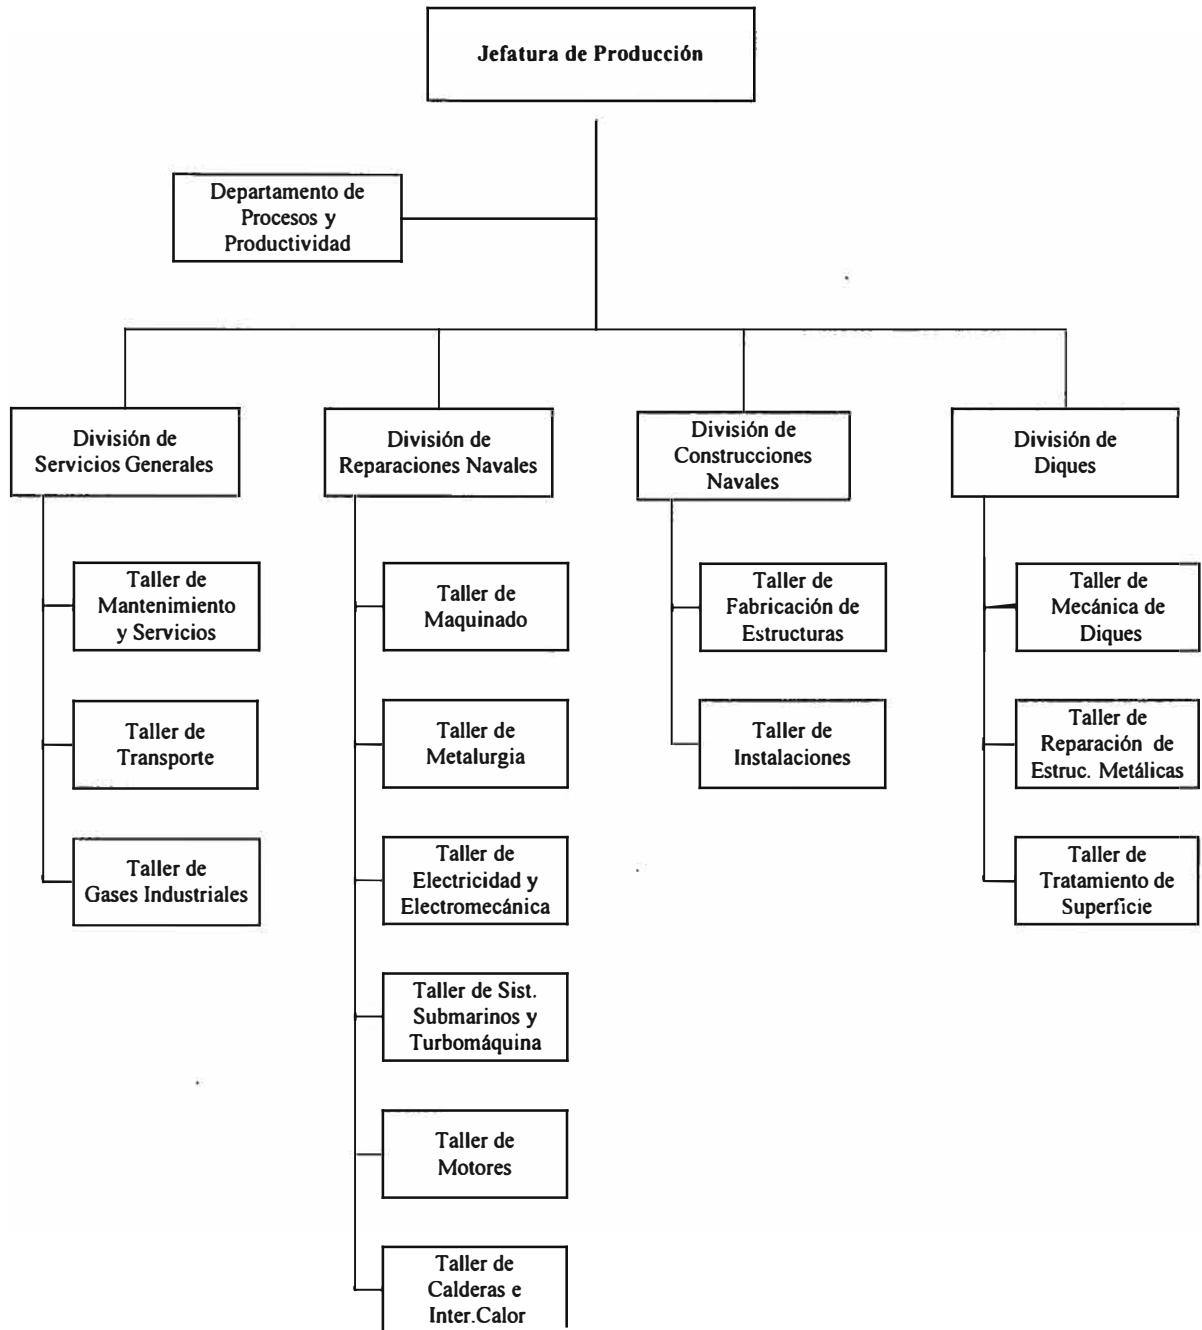 Jefatura de Producción
Departamento de
Procesos y
Productividad
División de
Servicios Generales
Taller de
Mantenimiento
y Servicios
Taller de
Transporte
Taller de
Gases Industriales
División de
Reparaciones Navales
Taller de
Maquinado
Taller de
Metalurgia
Taller de
Electricidad y
Electromecánica
Taller de Sist.
Submarinos y
Turbomáquina
Taller de
Motores
Taller de
Calderas e
Inter.Calor
División de
Construcciones
Navales
Taller de
Fabricación de
Estructuras
Taller de
Instalaciones
División de
Diques
Taller de
Mecánica de
Diques
Taller de
Reparación de
Estruc. Metálicas
Taller de
Tratamiento de
Superficie